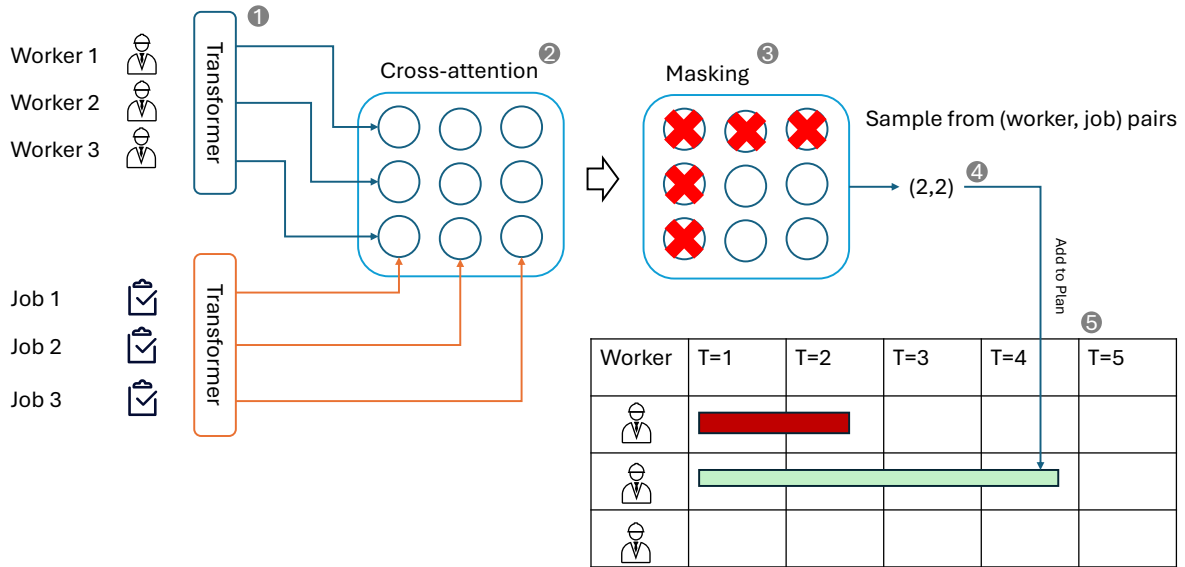 1
Worker 1
Worker 2
Worker 3
Transformer
Cross-attention
2
Masking
3
Sample from (worker, job) pairs
(2,2)
4
Add to Plan
Job 1
Job 2
Job 3
Transformer
5
Worker T=1 T=2 T=3 T=4 T=5